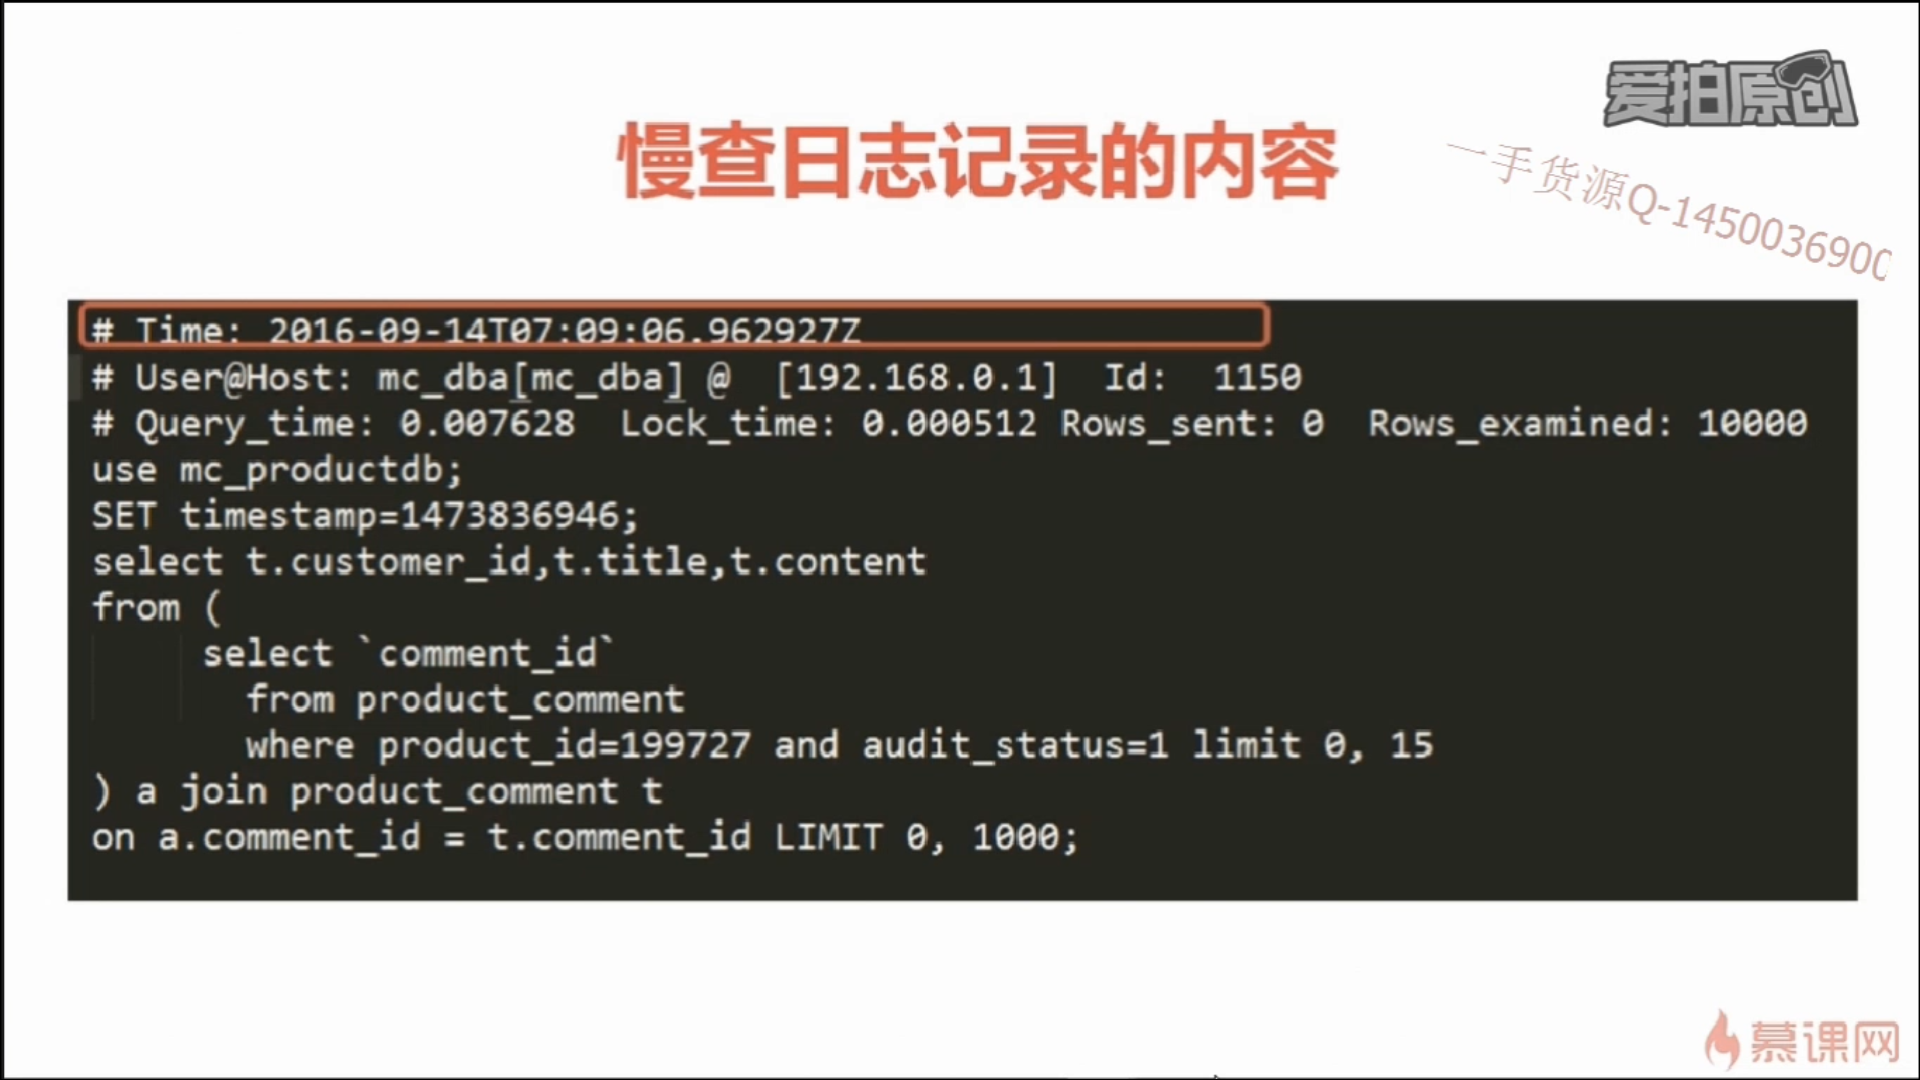 爱拍原创
慢查日志记录的内容
一手货源Q-1450036900
# Time: 2016-09-14T07:09:06.962927Z
# User@Host: mc_dba[mc_dba] @  [192.168.0.1]  Id:  1150
# Query_time: 0.007628  Lock_time: 0.000512 Rows_sent: 0  Rows_examined: 10000
use mc_productdb;
SET timestamp=1473836946;
select t.customer_id,t.title,t.content
from (
     select `comment_id`
       from product_comment
       where product_id=199727 and audit_status=1 limit 0, 15
) a join product_comment t
on a.comment_id = t.comment_id LIMIT 0, 1000;
慕课网